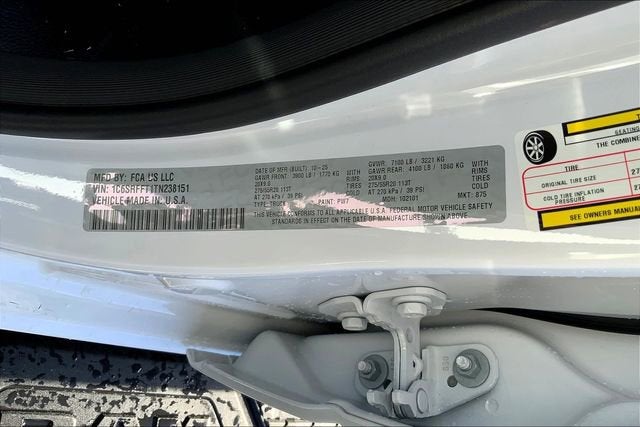 MFD BY: FCA US LLC
VIN: 1C6SRFFT1TN238151
VEHICLE MADE IN U.S.A.
DATE OF MFR (BUILT): 10-25
GAWR FRONT: 3900 LB / 1770 KG WITH
20X9.0 RIMS
275/55R20 113T TIRES
AT 270 kPa / 39 PSI COLD
TYPE: TRUCK PAINT: PW7
GVWR: 7100 LB / 3221 KG
GAWR REAR: 4100 LB / 1860 KG WITH
20X9.0 RIMS
275/55R20 113T TIRES
AT 270 kPa / 39 PSI COLD
MDH: 102101 MKT: 875
THIS VEHICLE CONFORMS TO ALL APPLICABLE U.S.A. FEDERAL MOTOR VEHICLE SAFETY
STANDARDS IN EFFECT ON THE DATE OF MANUFACTURE SHOWN ABOVE.
SEATING
THE COMBINE
TIRE
ORIGINAL TIRE SIZE 27
COLD TIRE INFLATION PRESSURE 27
SEE OWNERS MANUA